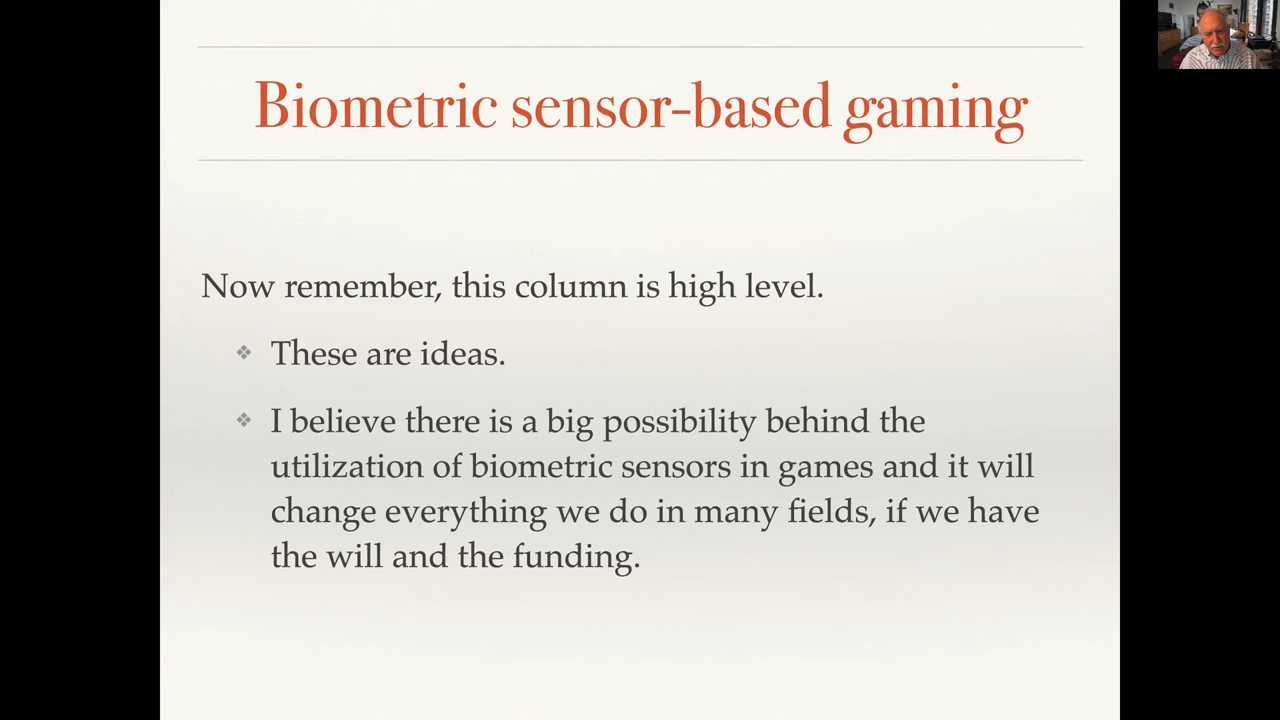 Biometric sensor-based gaming
Now remember, this column is high level.
❖ These are ideas.
❖ I believe there is a big possibility behind the
utilization of biometric sensors in games and it will
change everything we do in many fields, if we have
the will and the funding.